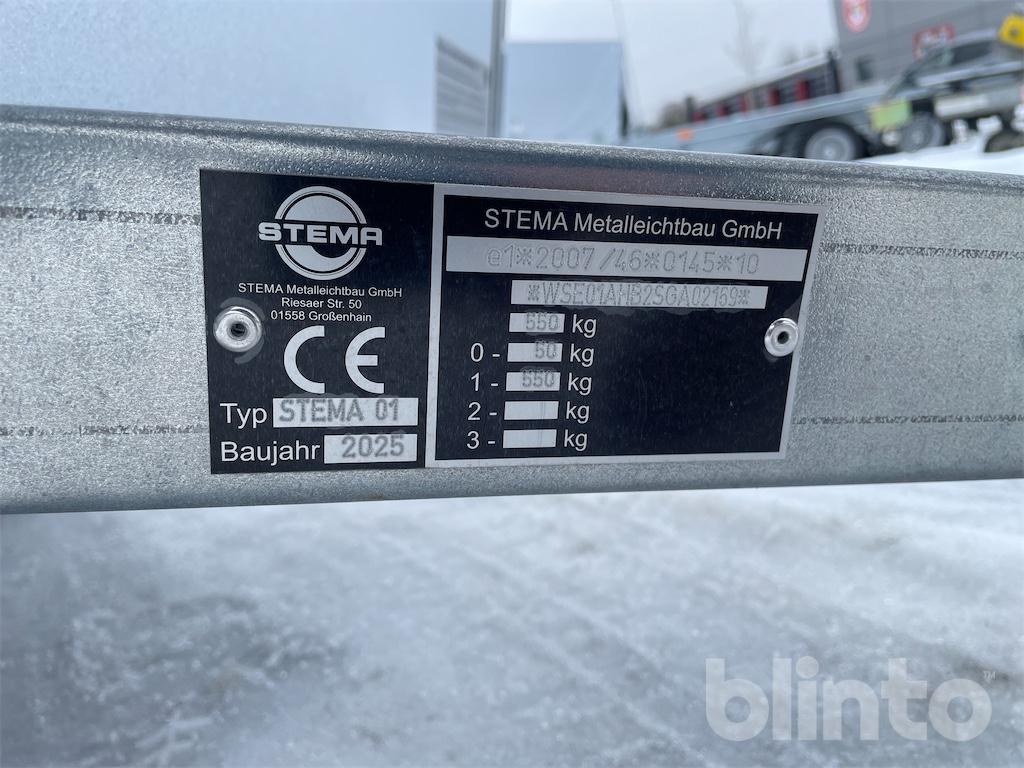 STEMA
STEMA Metalleichtbau GmbH
Riesaer Str. 50
01558 Großenhain
CE
Typ STEMA 01
Baujahr 2025
STEMA Metalleichtbau GmbH
e1*2007/46*0145*10
*WSE01AHB2SGA02169*
550 kg
0 - 50 kg
1 - 550 kg
2 - kg
3 - kg
blinto™